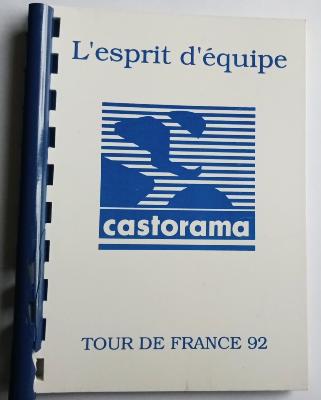 L'esprit d'équipe
castorama
TOUR DE FRANCE 92